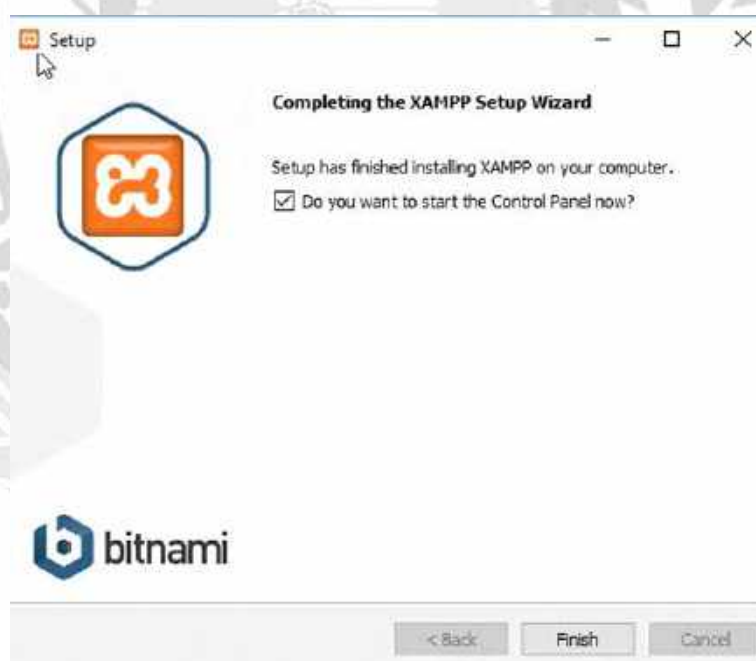 Setup
Completing the XAMPP Setup Wizard
Setup has finished installing XAMPP on your computer.
Do you want to start the Control Panel now?
bitnami
< Back
Finish
Cancel